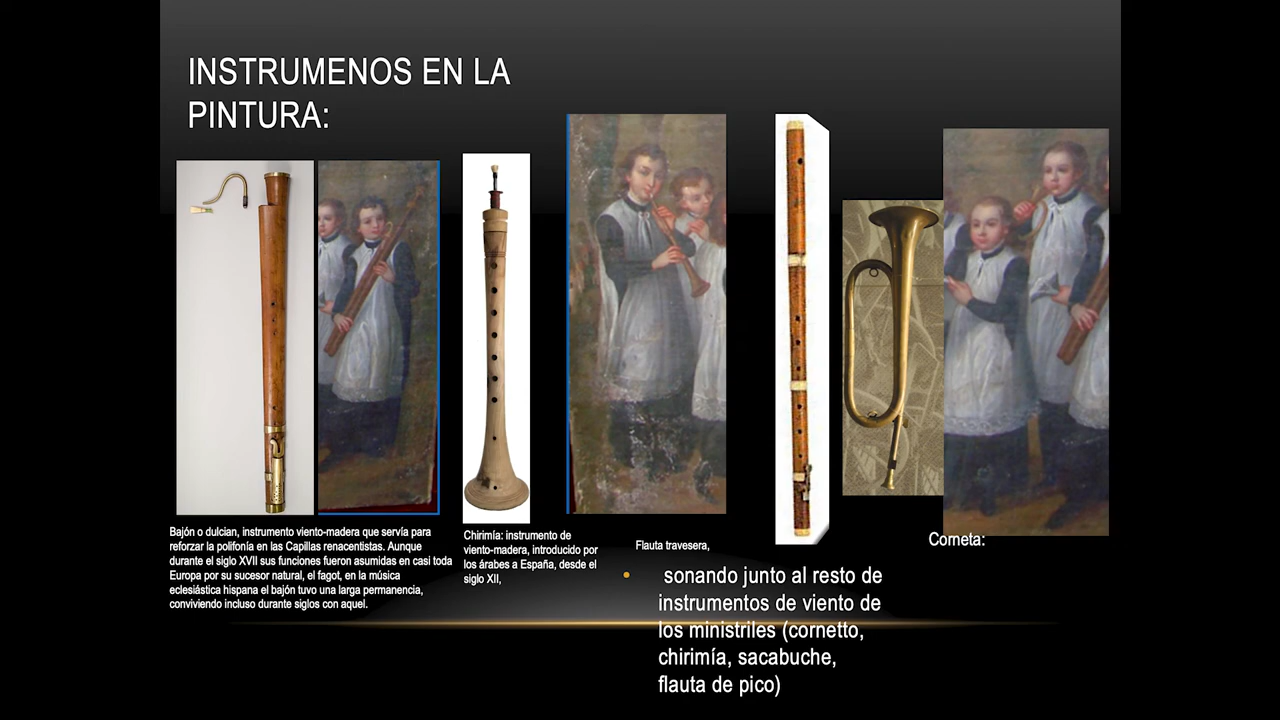 INSTRUMENOS EN LA
PINTURA:
Bajón o dulcian, instrumento viento-madera que servía para
reforzar la polifonía en las Capillas renacentistas. Aunque
durante el siglo XVII sus funciones fueron asumidas en casi toda
Europa por su sucesor natural, el fagot, en la música
eclesiástica hispana el bajón tuvo una larga permanencia,
conviviendo incluso durante siglos con aquel.
Chirimía: instrumento de
viento-madera, introducido por
los árabes a España, desde el
siglo XII,
Flauta travesera,
• sonando junto al resto de
instrumentos de viento de
los ministriles (cornetto,
chirimía, sacabuche,
flauta de pico)
Corneta: